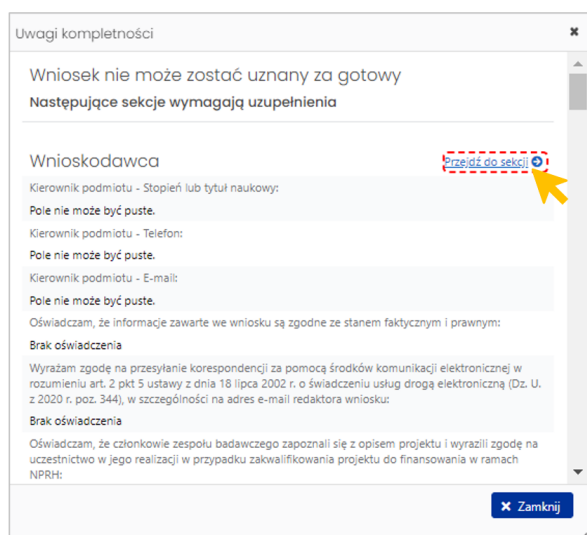 Uwagi kompletności
Wniosek nie może zostać uznany za gotowy
Następujące sekcje wymagają uzupełnienia
Wnioskodawca
Przejdź do sekcji
Kierownik podmiotu - Stopień lub tytuł naukowy:
Pole nie może być puste.
Kierownik podmiotu - Telefon:
Pole nie może być puste.
Kierownik podmiotu - E-mail:
Pole nie może być puste.
Oświadczam, że informacje zawarte we wniosku są zgodne ze stanem faktycznym i prawnym:
Brak oświadczenia
Wyrażam zgodę na przesyłanie korespondencji za pomocą środków komunikacji elektronicznej w
rozumieniu art. 2 pkt 5 ustawy z dnia 18 lipca 2002 r. o świadczeniu usług drogą elektroniczną (Dz. U.
z 2020 r. poz. 344), w szczególności na adres e-mail redaktora wniosku:
Brak oświadczenia
Oświadczam, że członkowie zespołu badawczego zapoznali się z opisem projektu i wyrazili zgodę na
uczestnictwo w jego realizacji w przypadku zakwalifikowania projektu do finansowania w ramach
NPRH:
Zamknij